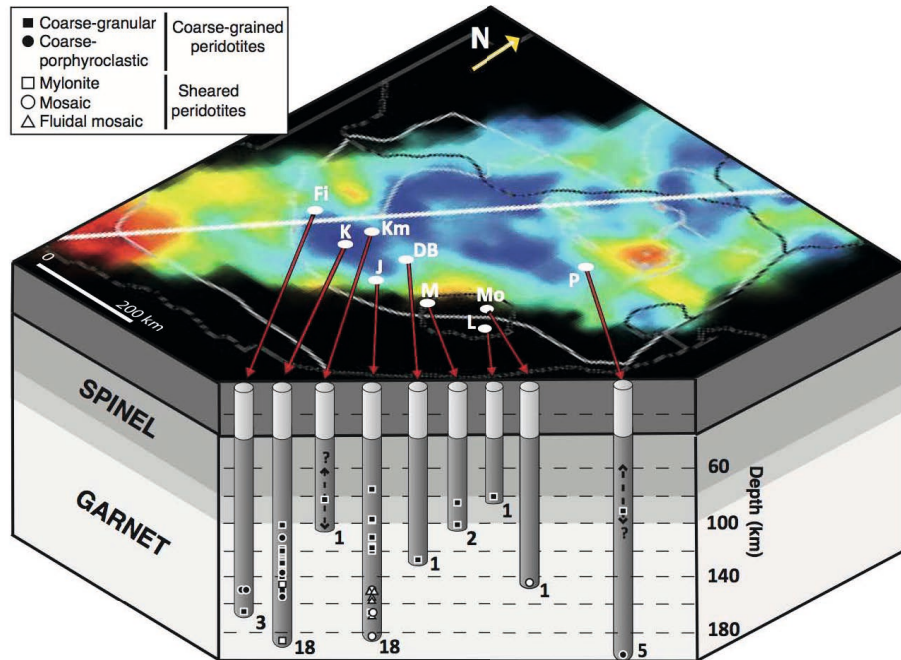 Coarse-granular
Coarse-
porphyroclastic
Coarse-grained
peridotites
Mylonite
Mosaic
Fluidal mosaic
Sheared
peridotites
N
Fi
K
Km
DB
J
M
Mo
L
P
0
200 km
SPINEL
GARNET
?
?
60
100
140
180
Depth (km)
3
18
1
18
1
2
1
1
5